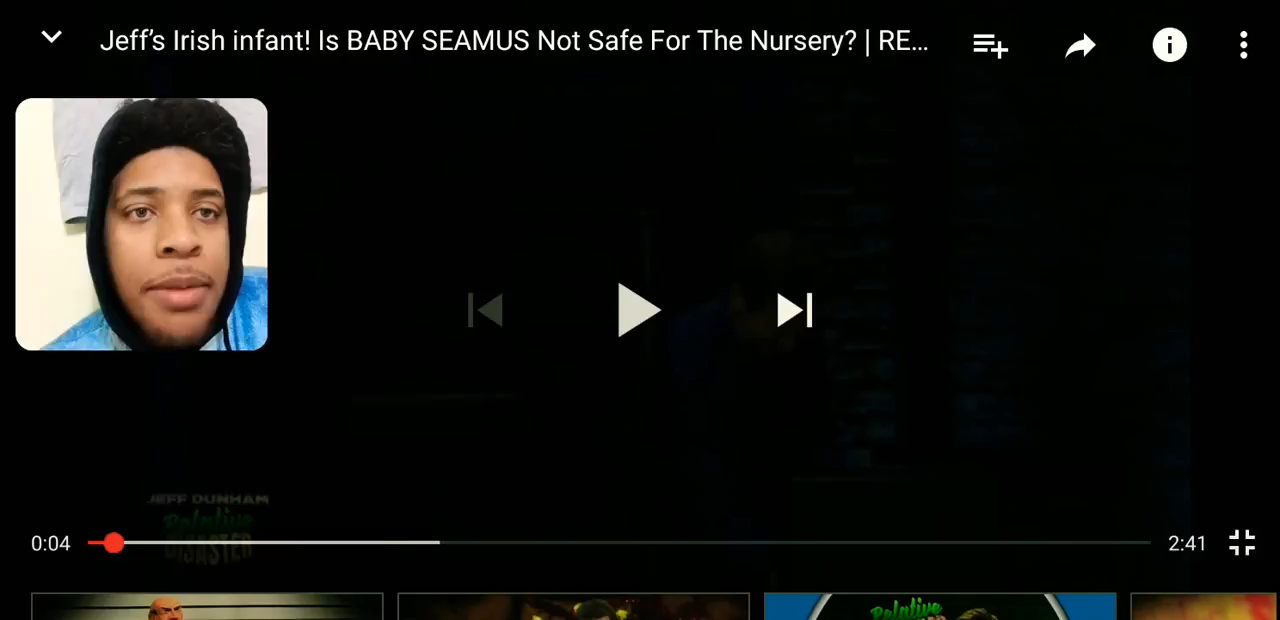 Jeff’s Irish infant! Is BABY SEAMUS Not Safe For The Nursery? | RE...
JEFF DUNHAM
Relative
DISASTER
0:04
2:41
Relative